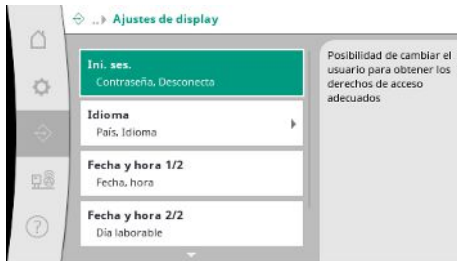 ..▸ Ajustes de display
Ini. ses.
Contraseña, Desconecta
Idioma
País, Idioma
Fecha y hora 1/2
Fecha, hora
Fecha y hora 2/2
Día laborable
Posibilidad de cambiar el
usuario para obtener los
derechos de acceso
adecuados
?